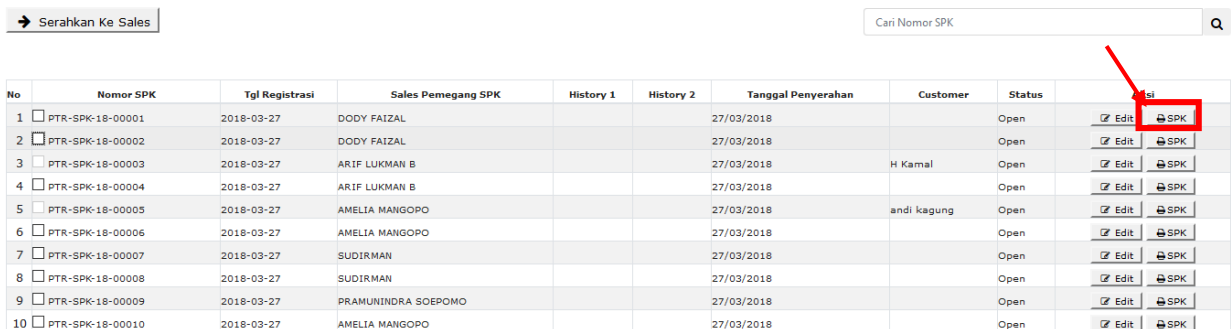 Serahkan Ke Sales
Cari Nomor SPK
No Nomor SPK Tgl Registrasi Sales Pemegang SPK History 1 History 2 Tanggal Penyerahan Customer Status
1 PTR-SPK-18-00001 2018-03-27 DODY FAIZAL 27/03/2018 Open Edit SPK
2 PTR-SPK-18-00002 2018-03-27 DODY FAIZAL 27/03/2018 Open Edit SPK
3 PTR-SPK-18-00003 2018-03-27 ARIF LUKMAN B 27/03/2018 H Kamal Open Edit SPK
4 PTR-SPK-18-00004 2018-03-27 ARIF LUKMAN B 27/03/2018 Open Edit SPK
5 PTR-SPK-18-00005 2018-03-27 AMELIA MANGOPO 27/03/2018 andi kagung Open Edit SPK
6 PTR-SPK-18-00006 2018-03-27 AMELIA MANGOPO 27/03/2018 Open Edit SPK
7 PTR-SPK-18-00007 2018-03-27 SUDIRMAN 27/03/2018 Open Edit SPK
8 PTR-SPK-18-00008 2018-03-27 SUDIRMAN 27/03/2018 Open Edit SPK
9 PTR-SPK-18-00009 2018-03-27 PRAMUNINDRA SOEPOMO 27/03/2018 Open Edit SPK
10 PTR-SPK-18-00010 2018-03-27 AMELIA MANGOPO 27/03/2018 Open Edit SPK